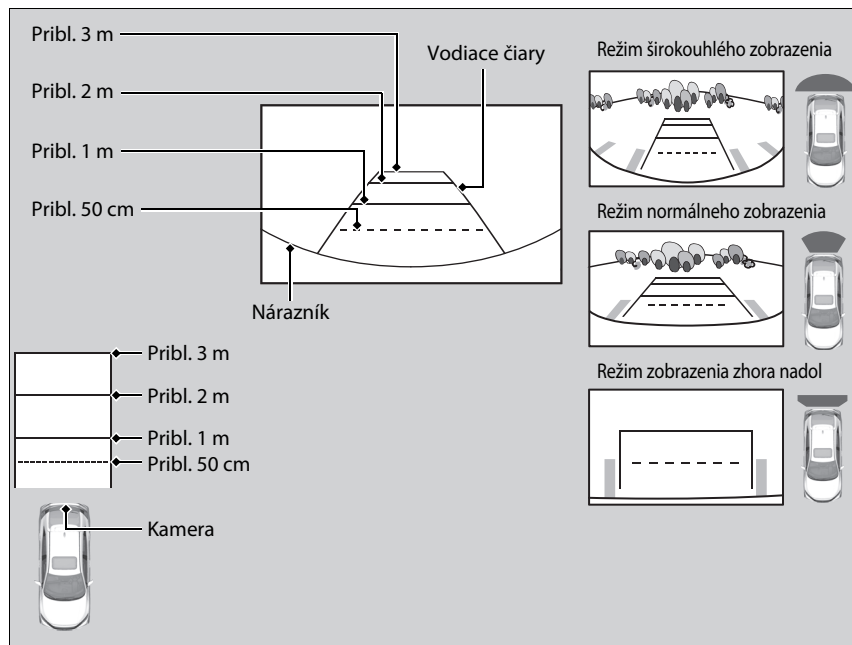 Pribl. 3 m
Pribl. 2 m
Pribl. 1 m
Pribl. 50 cm
Vodiace čiary
Nárazník
Pribl. 3 m
Pribl. 2 m
Pribl. 1 m
Pribl. 50 cm
Kamera
Režim širokouhlého zobrazenia
Režim normálneho zobrazenia
Režim zobrazenia zhora nadol